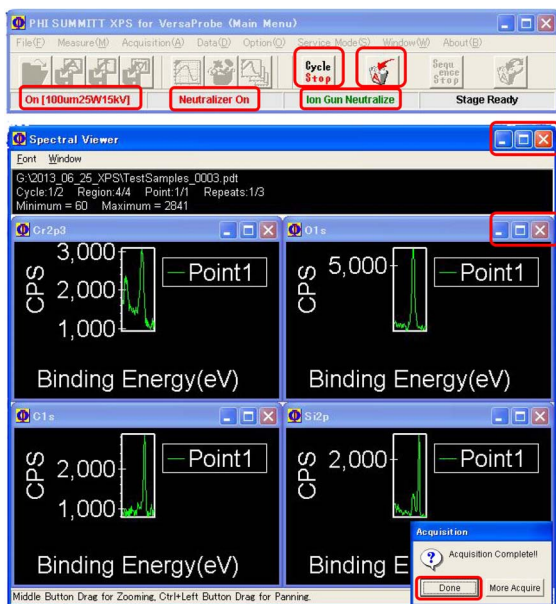 PHI SUMMITT XPS for VersaProbe (Main Menu)
File(F) Measure(M) Acquisition(A) Data(D) Option(O) Service Mode(S) Window(W) About(B)
Cycle Stop
Sequ ence Stop
On [100um25W15kV] Neutralizer On Ion Gun Neutralize Stage Ready
Spectral Viewer
Font Window
G:\2013_06_25_XPS\TestSamples_0003.pdt
Cycle:1/2 Region:4/4 Point:1/1 Repeats:1/3
Minimum = 60 Maximum = 2841
Cr2p3
3,000
2,000
1,000
CPS
Point1
Binding Energy(eV)
O1s
5,000
CPS
Point1
Binding Energy(eV)
C1s
2,000
1,000
CPS
Point1
Binding Energy(eV)
Si2p
2,000
CPS
Point1
Binding E
Acquisition
Acquisition Complete!!
Done More Acquire
Middle Button Drag for Zooming, Ctrl+Left Button Drag for Panning.